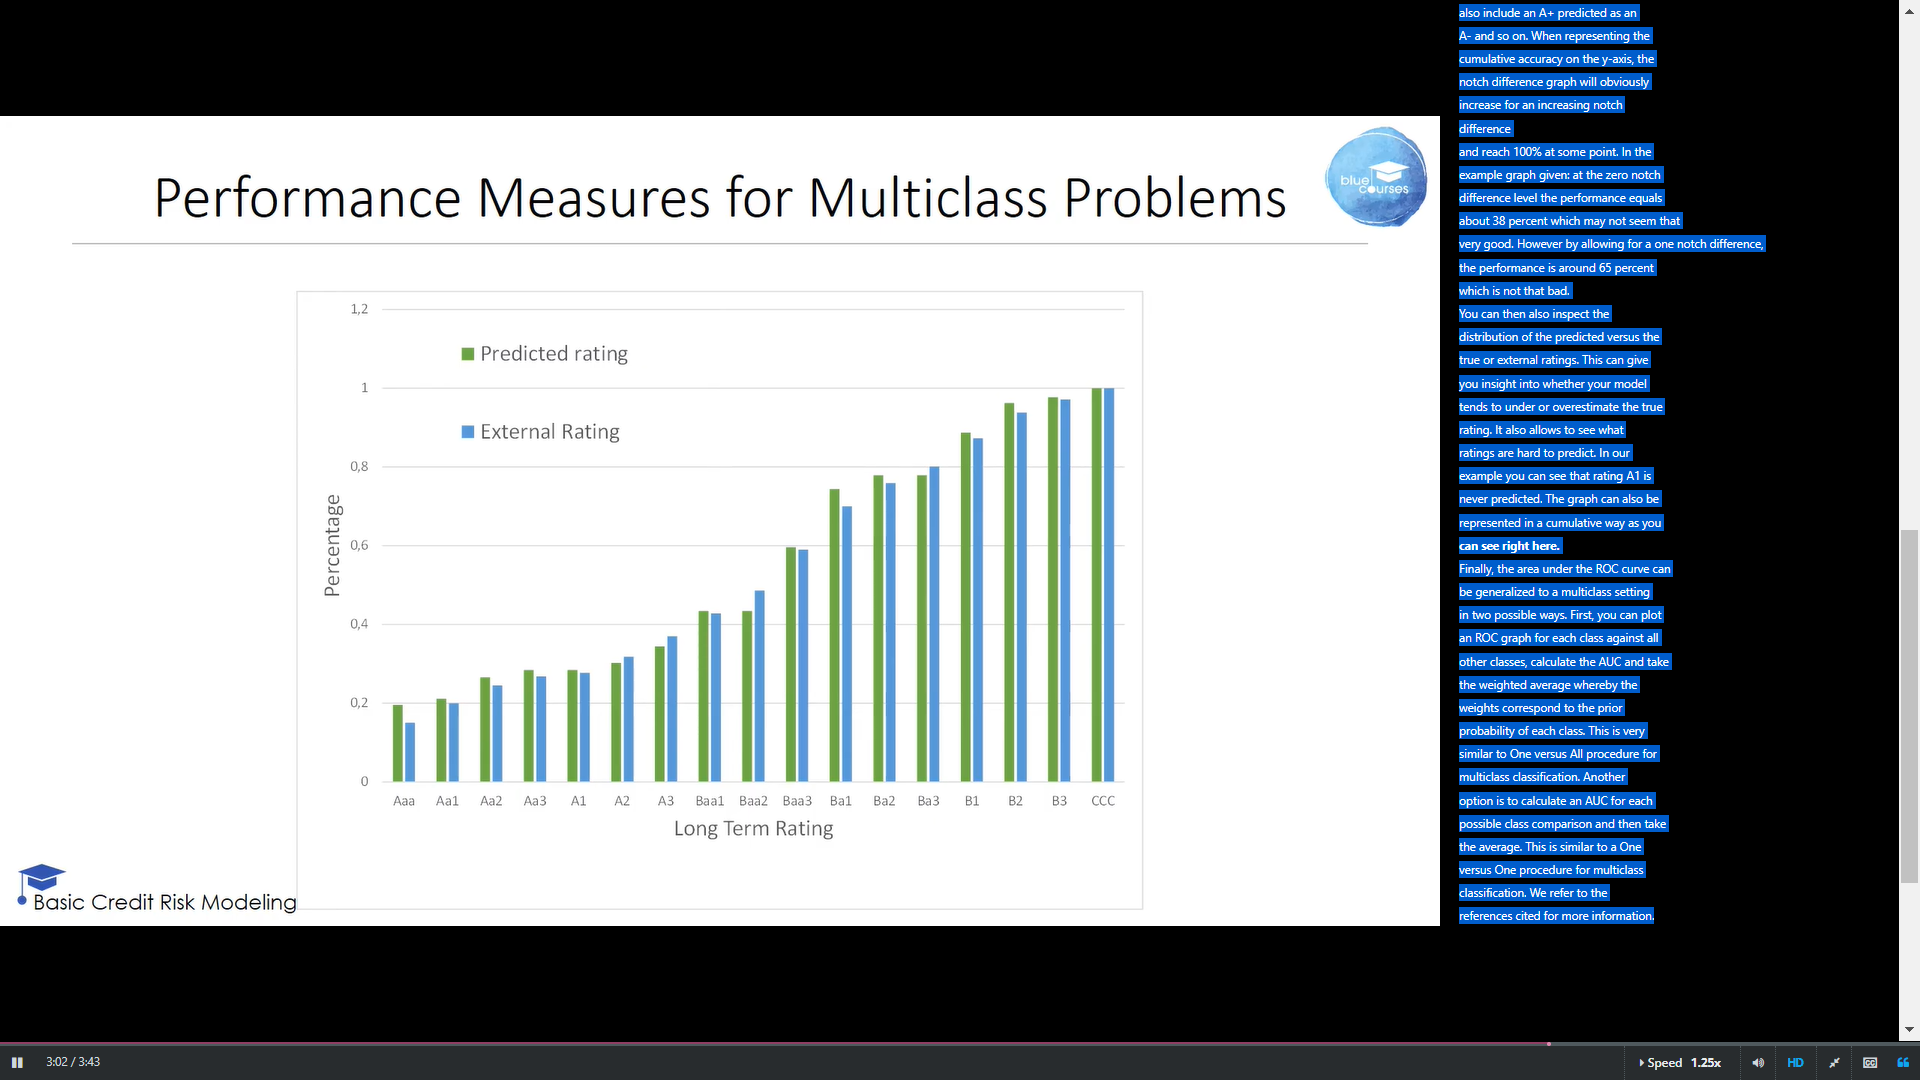 Performance Measures for Multiclass Problems
blue
courses
1,2
Predicted rating
1
External Rating
0,8
Percentage
0,6
0,4
0,2
0
Aaa Aa1 Aa2 Aa3 A1 A2 A3 Baa1 Baa2 Baa3 Ba1 Ba2 Ba3 B1 B2 B3 CCC
Long Term Rating
Basic Credit Risk Modeling
also include an A+ predicted as an
A- and so on. When representing the
cumulative accuracy on the y-axis, the
notch difference graph will obviously
increase for an increasing notch
difference
and reach 100% at some point. In the
example graph given: at the zero notch
difference level the performance equals
about 38 percent which may not seem that
very good. However by allowing for a one notch difference,
the performance is around 65 percent
which is not that bad.
You can then also inspect the
distribution of the predicted versus the
true or external ratings. This can give
you insight into whether your model
tends to under or overestimate the true
rating. It also allows to see what
ratings are hard to predict. In our
example you can see that rating A1 is
never predicted. The graph can also be
represented in a cumulative way as you
can see right here.
Finally, the area under the ROC curve can
be generalized to a multiclass setting
in two possible ways. First, you can plot
an ROC graph for each class against all
other classes, calculate the AUC and take
the weighted average whereby the
weights correspond to the prior
probability of each class. This is very
similar to One versus All procedure for
multiclass classification. Another
option is to calculate an AUC for each
possible class comparison and then take
the average. This is similar to a One
versus One procedure for multiclass
classification. We refer to the
references cited for more information.
3:02 / 3:43
Speed 1.25x
HD
CC